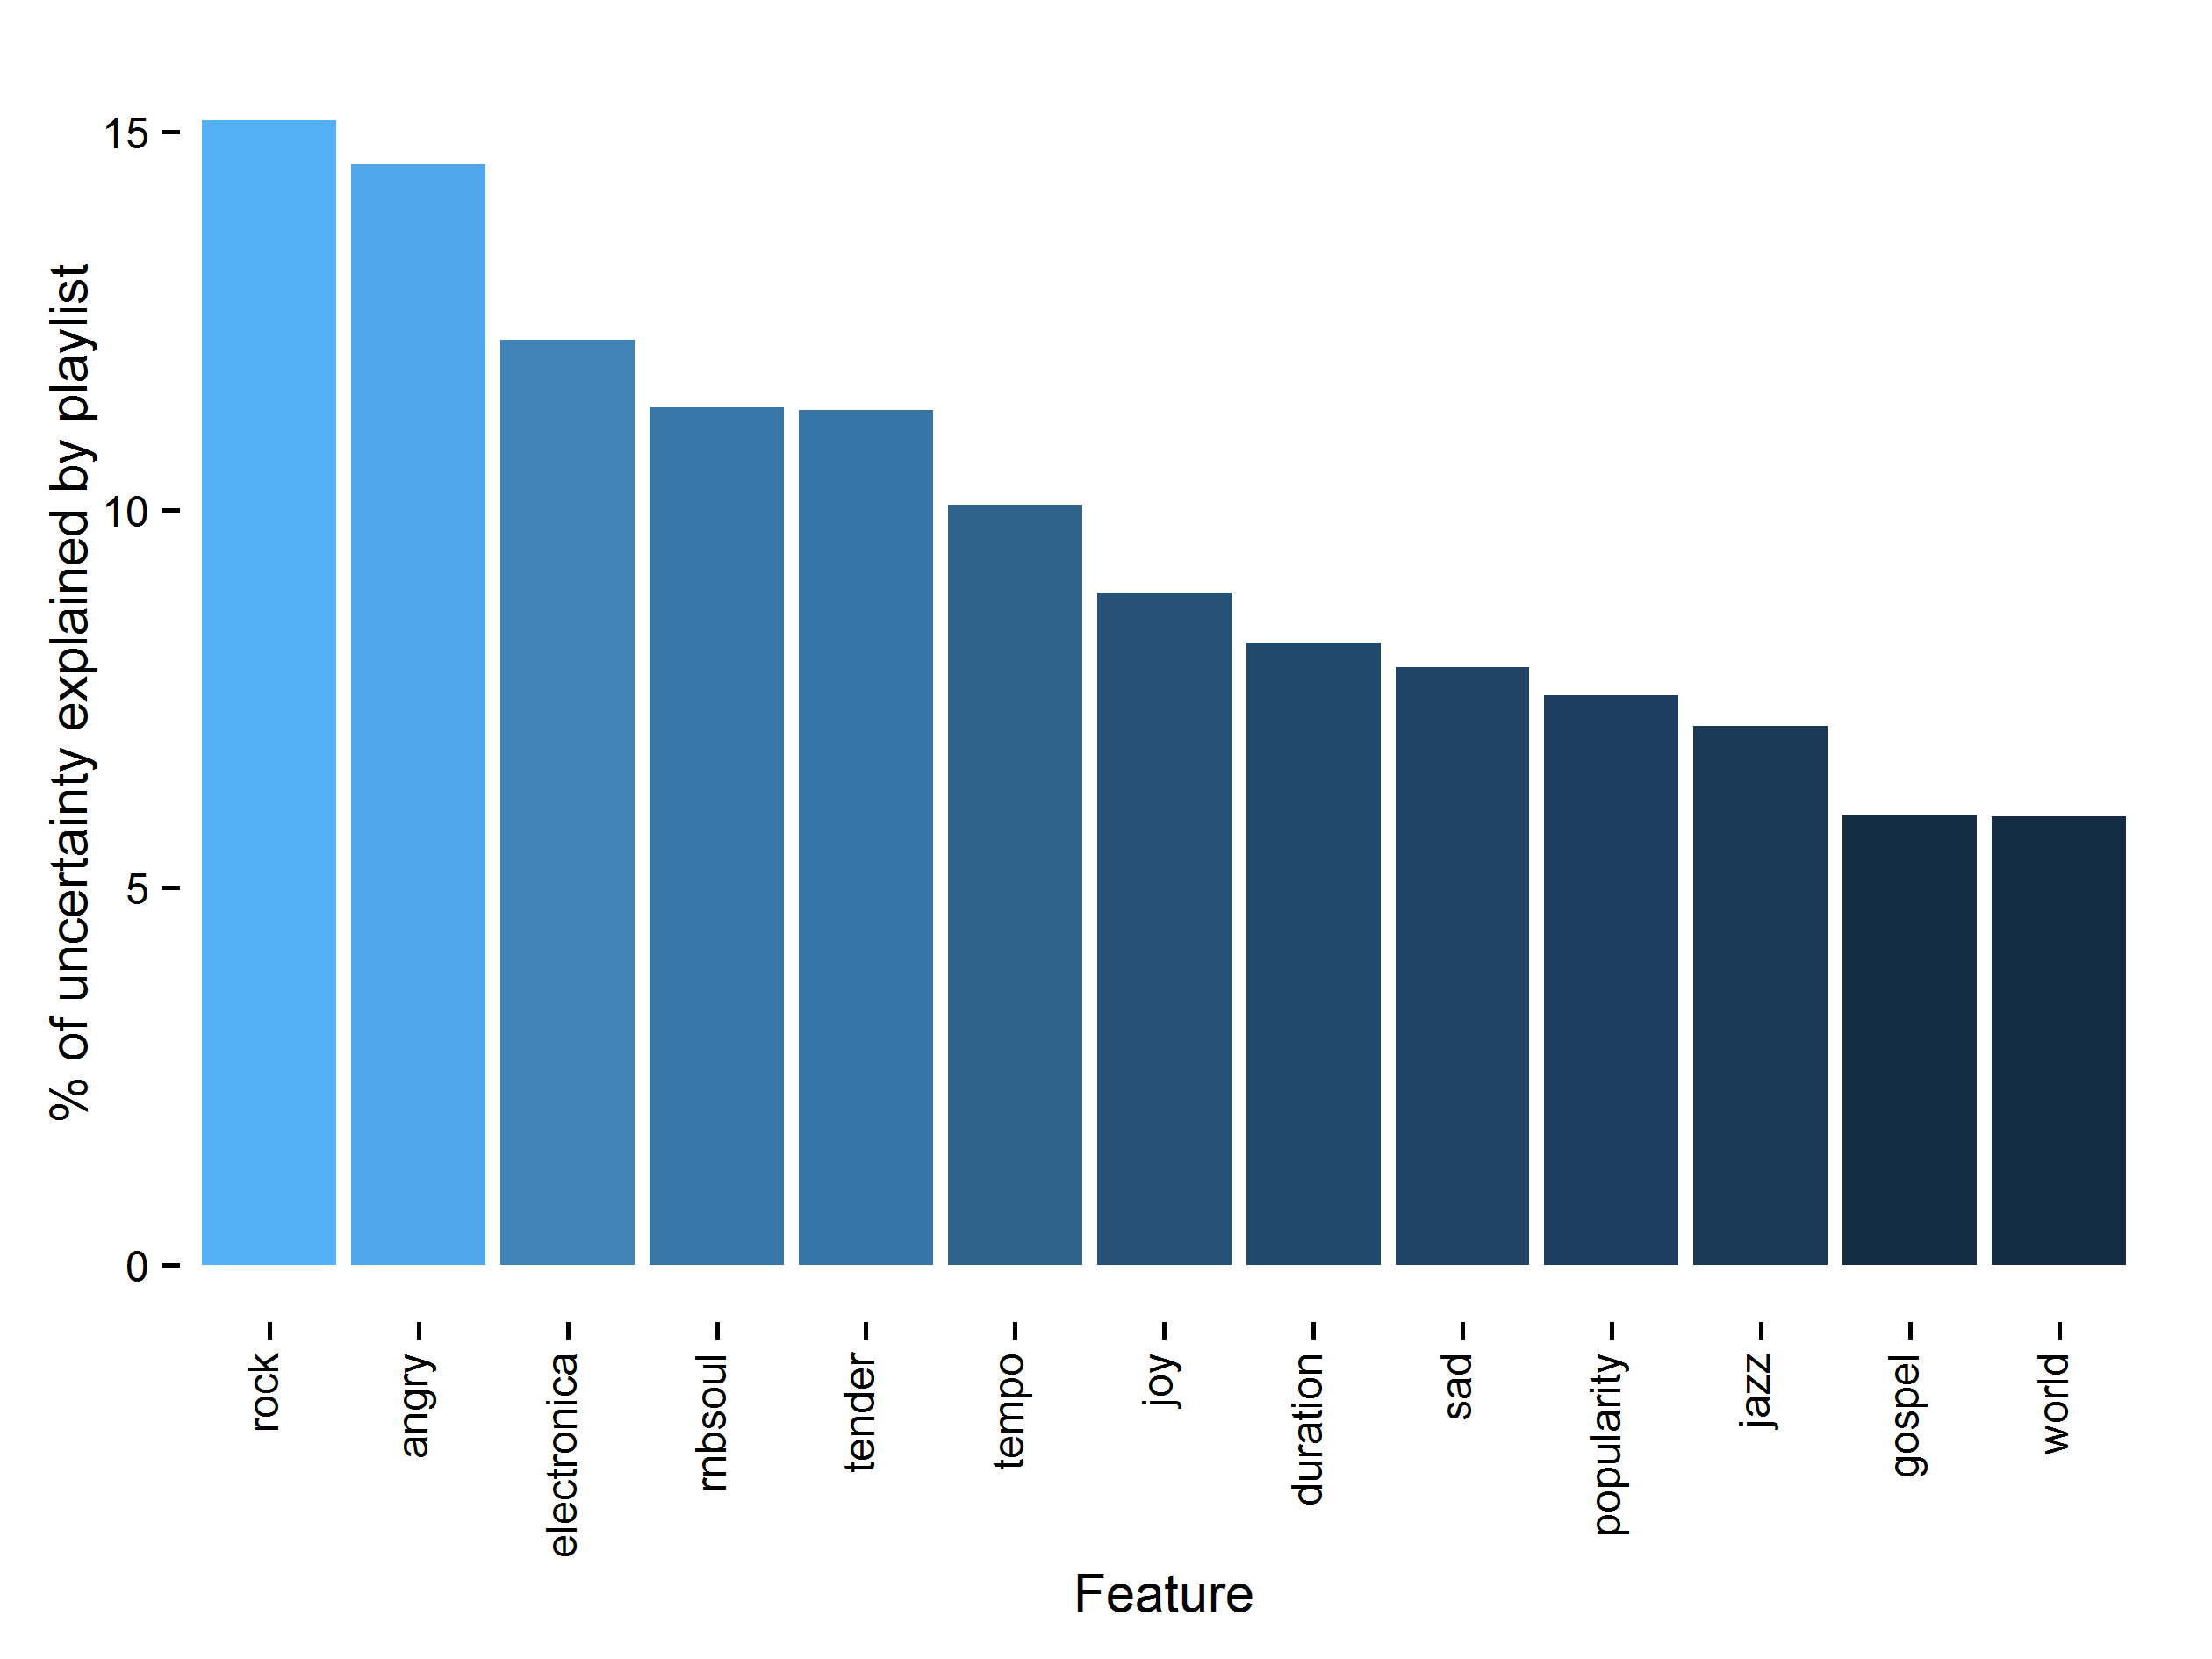 % of uncertainty explained by playlist
15
10
5
0
rock
angry
electronica
rnbsoul
tender
tempo
joy
duration
sad
popularity
jazz
gospel
world
Feature